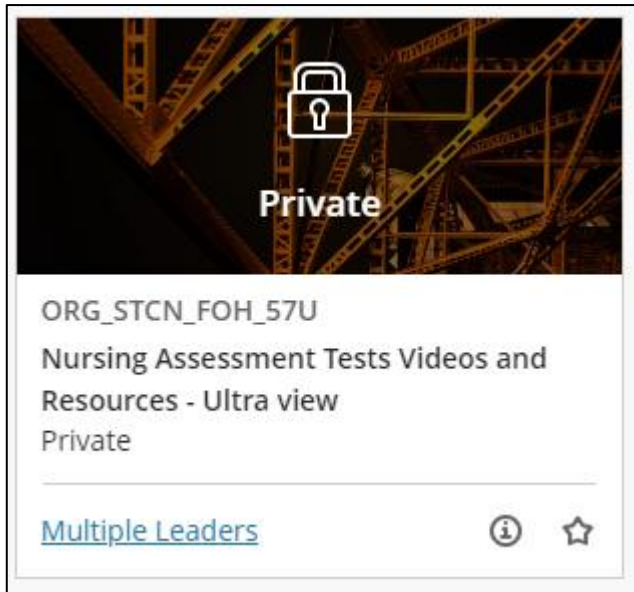 Private
ORG_STCN_FOH_57U
Nursing Assessment Tests Videos and
Resources - Ultra view
Private
Multiple Leaders